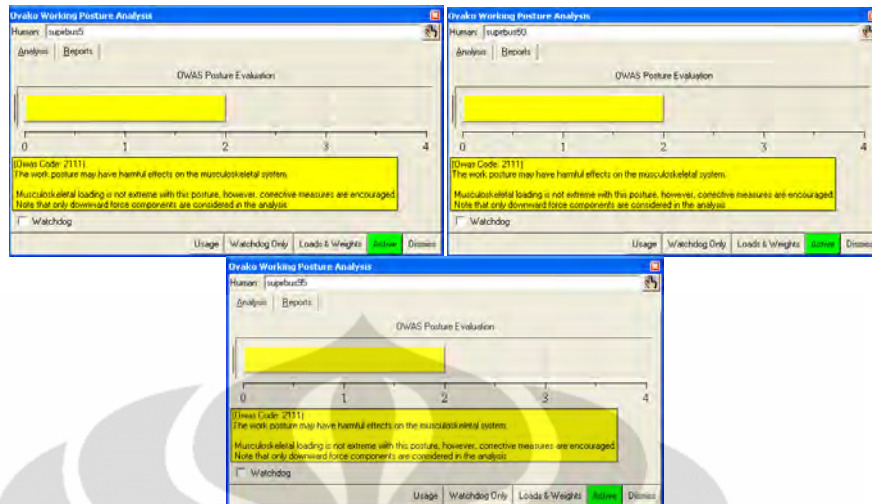 Ovako Working Posture Analysis
Human: supirbus5
Analysis Reports
OWAS Posture Evaluation
0 1 2 3 4
[Owas Code: 2111]
The work posture may have harmful effects on the musculoskeletal system.
Musculoskeletal loading is not extreme with this posture, however, corrective measures are encouraged.
Note that only downward force components are considered in the analysis
Watchdog
Usage Watchdog Only Loads & Weights Active Dismiss
Ovako Working Posture Analysis
Human:
Analysis Reports
OWAS Posture Evaluation
0 1 2 3 4
[Owas Code: 2111]
The work posture may have harmful effects on the musculoskeletal system.
Musculoskeletal loading is not extreme with this posture, however, corrective measures are encouraged.
Note that only downward force components are considered in the analysis
Watchdog
Usage Watchdog Only Loads & Weights Active Dismiss
Ovako Working Posture Analysis
Human:
Analysis Reports
OWAS Posture Evaluation
0 1 2 3 4
[Owas Code: 2111]
The work posture may have harmful effects on the musculoskeletal system.
Musculoskeletal loading is not extreme with this posture, however, corrective measures are encouraged.
Note that only downward force components are considered in the analysis
Watchdog
Usage Watchdog Only Loads & Weights Active Dismiss